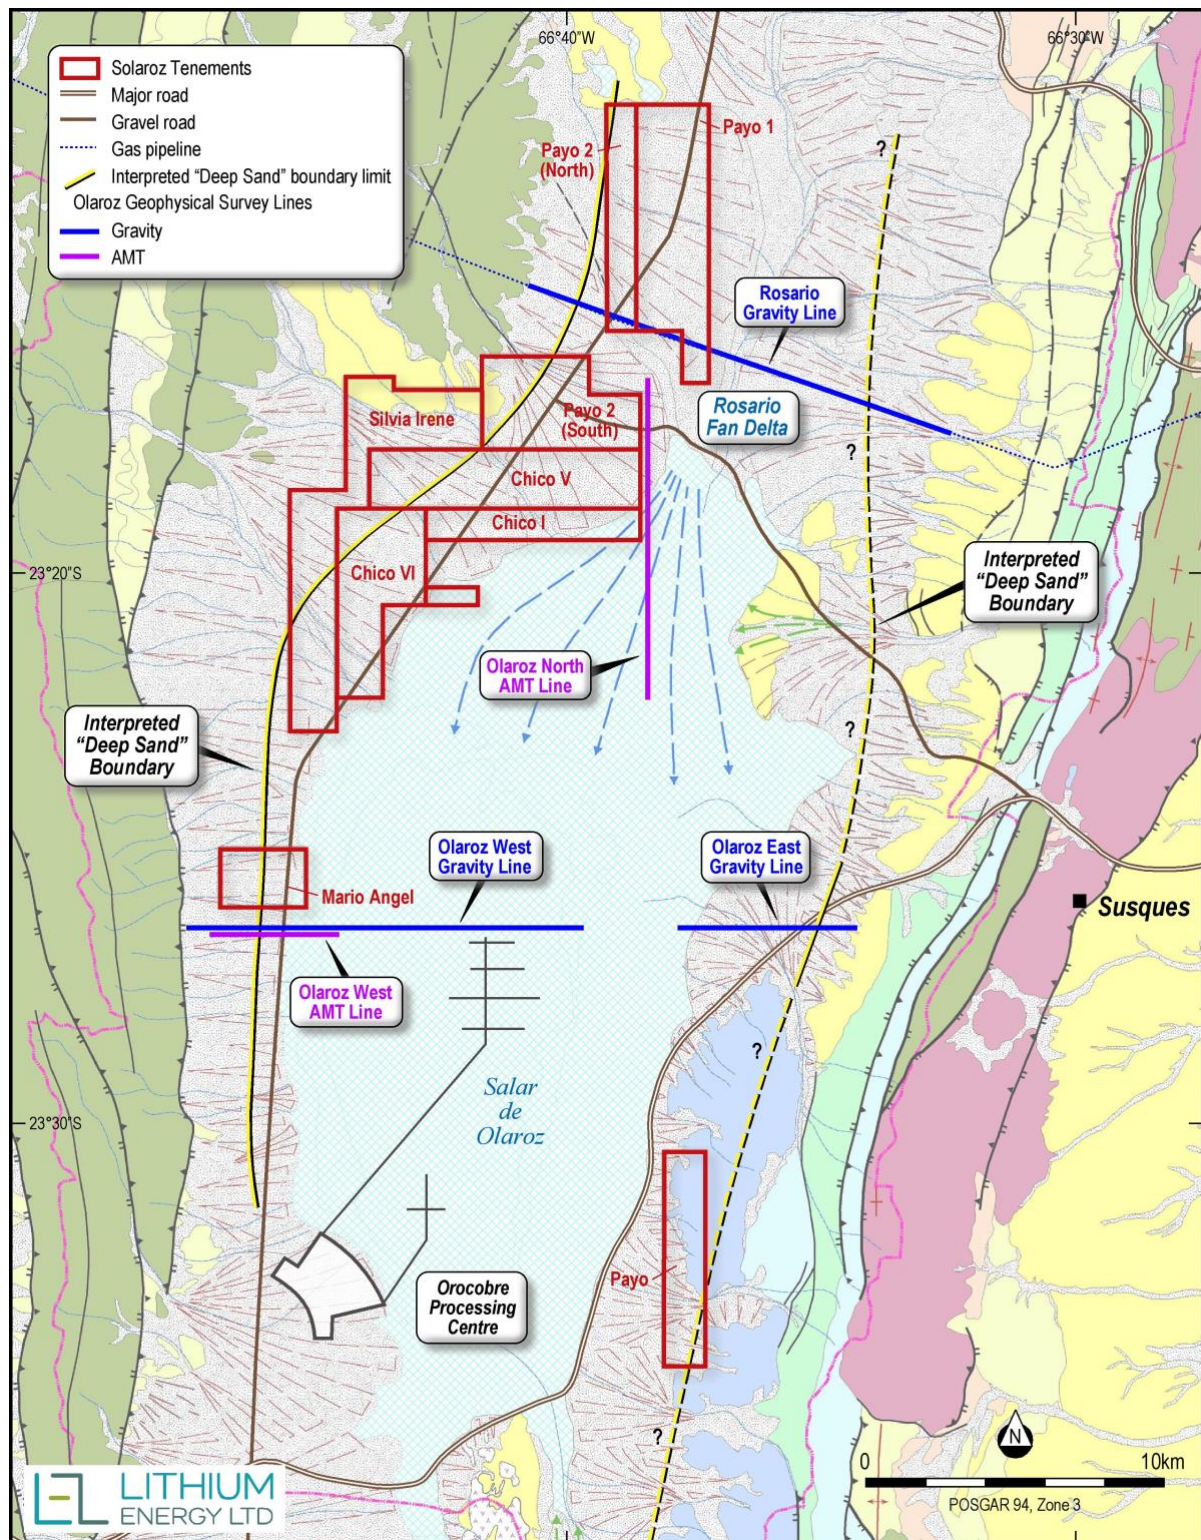 66°40"W
66°30"W
Solaroz Tenements
Major road
Gravel road
Gas pipeline
Interpreted “Deep Sand” boundary limit
Olaroz Geophysical Survey Lines
Gravity
AMT
Payo 1
Payo 2
(North)
?
Rosario
Gravity Line
Rosario
Fan Delta
Silvia Irene
Payo 2
(South)
?
Chico V
Chico I
Chico VI
23°20"S
Interpreted
“Deep Sand”
Boundary
Olaroz North
AMT Line
Interpreted
“Deep Sand”
Boundary
?
Olaroz West
Gravity Line
Olaroz East
Gravity Line
Mario Angel
Susques
Olaroz West
AMT Line
?
Salar
de
Olaroz
23°30"S
Payo
Orocobre
Processing
Centre
?
N
0
10km
POSGAR 94, Zone 3
LITHIUM
ENERGY LTD